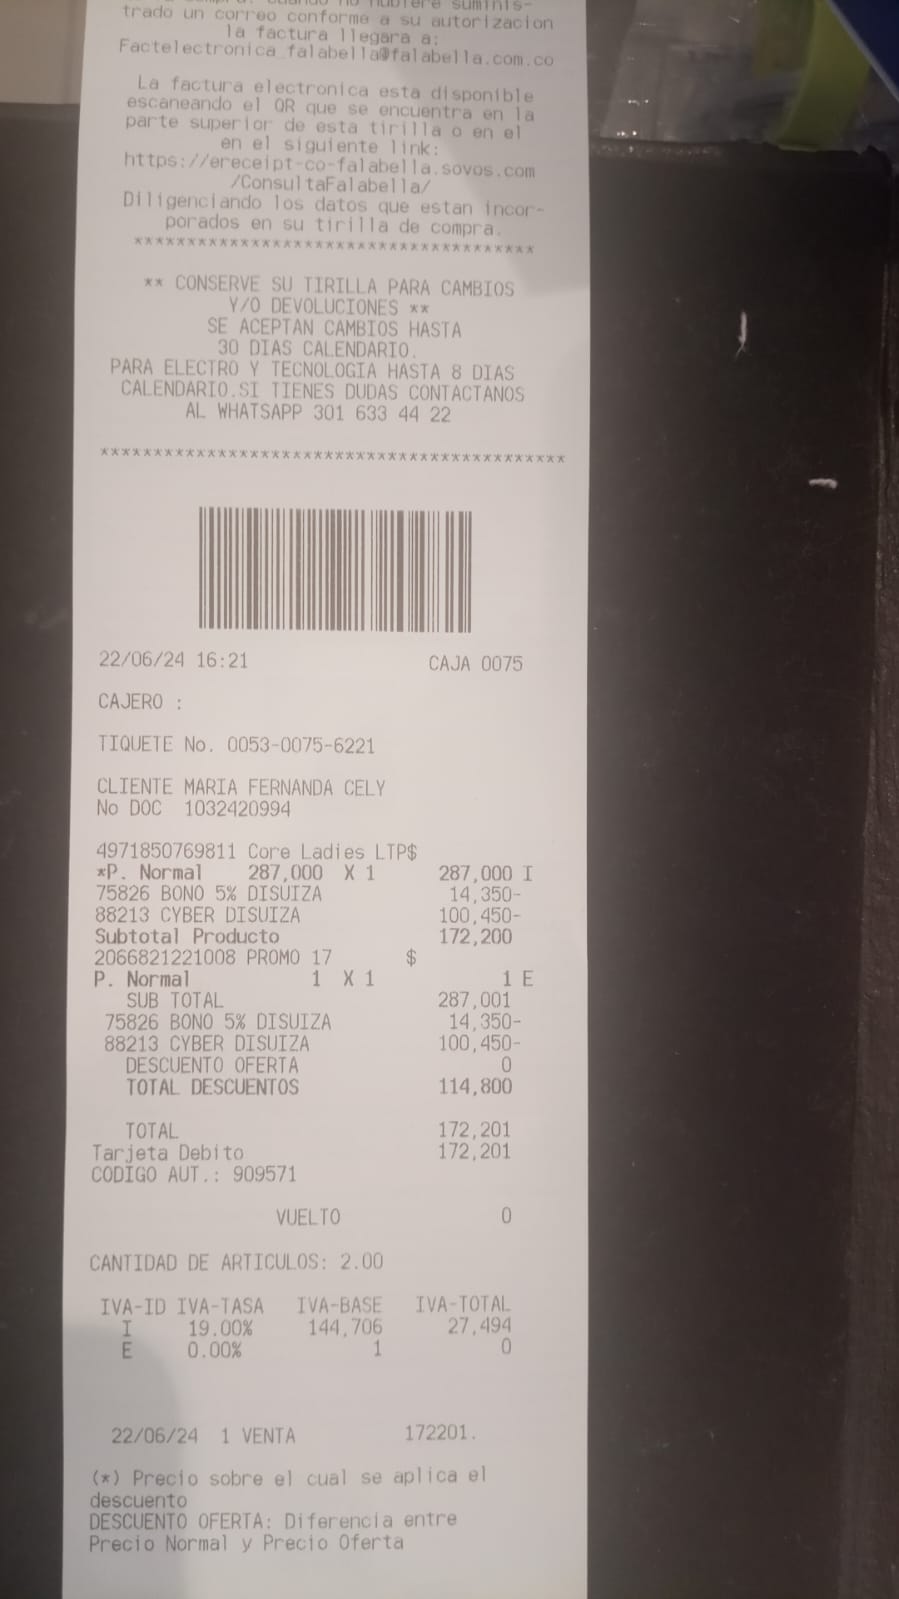 trado un correo conforme a su autorizacion
la factura llegara a:
Factelectronica_falabella@falabella.com.co
La factura electronica esta disponible
escaneando el QR que se encuentra en la
parte superior de esta tirilla o en el
en el siguiente link:
https://ereceipt-co-falabella.sovos.com
/ConsultaFalabella/
Diligenciando los datos que estan incor-
porados en su tirilla de compra.
**************************************
** CONSERVE SU TIRILLA PARA CAMBIOS
Y/O DEVOLUCIONES **
SE ACEPTAN CAMBIOS HASTA
30 DIAS CALENDARIO.
PARA ELECTRO Y TECNOLOGIA HASTA 8 DIAS
CALENDARIO.SI TIENES DUDAS CONTACTANOS
AL WHATSAPP 301 633 44 22
********************************************
22/06/24 16:21 CAJA 0075
CAJERO :
TIQUETE No. 0053-0075-6221
CLIENTE MARIA FERNANDA CELY
No DOC 1032420994
4971850769811 Core Ladies LTP$
*P. Normal 287,000 X 1 287,000 I
75826 BONO 5% DISUIZA 14,350-
88213 CYBER DISUIZA 100,450-
Subtotal Producto 172,200
2066821221008 PROMO 17 $
P. Normal 1 X 1 1 E
SUB TOTAL 287,001
75826 BONO 5% DISUIZA 14,350-
88213 CYBER DISUIZA 100,450-
DESCUENTO OFERTA 0
TOTAL DESCUENTOS 114,800
TOTAL 172,201
Tarjeta Debito 172,201
CODIGO AUT.: 909571
VUELTO 0
CANTIDAD DE ARTICULOS: 2.00
IVA-ID IVA-TASA IVA-BASE IVA-TOTAL
I 19.00% 144,706 27,494
E 0.00% 1 0
22/06/24 1 VENTA 172201.
(*) Precio sobre el cual se aplica el
descuento
DESCUENTO OFERTA: Diferencia entre
Precio Normal y Precio Oferta